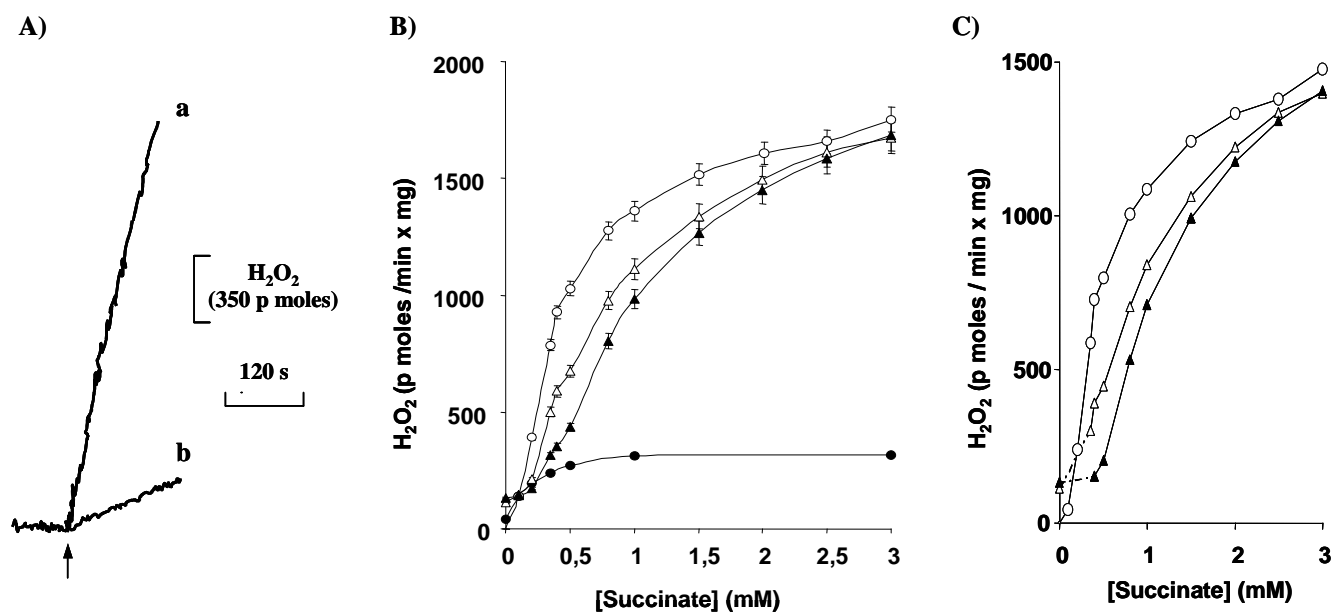 A)
a
H₂O₂
(350 p moles)
120 s
b
B)
H₂O₂ (p moles /min x mg)
2000
1500
1000
500
0
0 0,5 1 1,5 2 2,5 3
[Succinate] (mM)
C)
H₂O₂ (p moles / min x mg)
1500
1000
500
0
0 1 2 3
[Succinate] (mM)